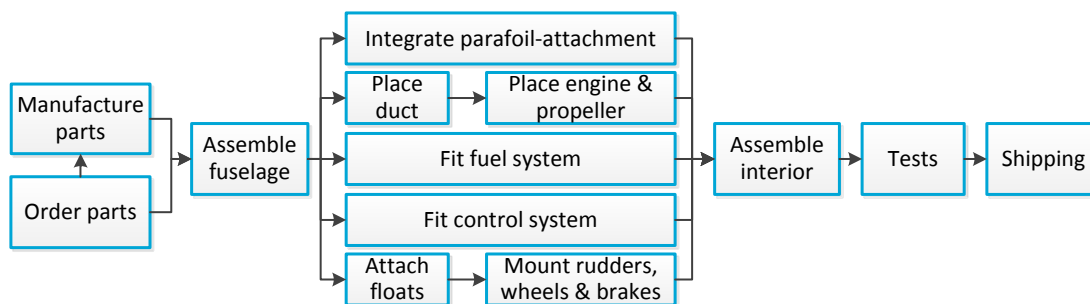 Manufacture
parts
Order parts
Assemble
fuselage
Integrate parafoil-attachment
Place
duct
Place engine &
propeller
Fit fuel system
Fit control system
Attach
floats
Mount rudders,
wheels & brakes
Assemble
interior
Tests
Shipping